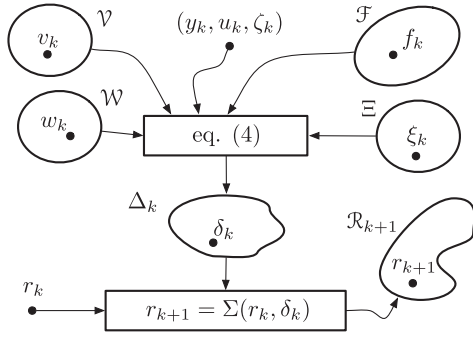 𝒱
v_k
(y_k, u_k, ζ_k)
ℱ
f_k
𝒲
w_k
eq. (4)
Ξ
ξ_k
Δ_k
δ_k
ℛ_{k+1}
r_{k+1}
r_k
r_{k+1} = Σ(r_k, δ_k)